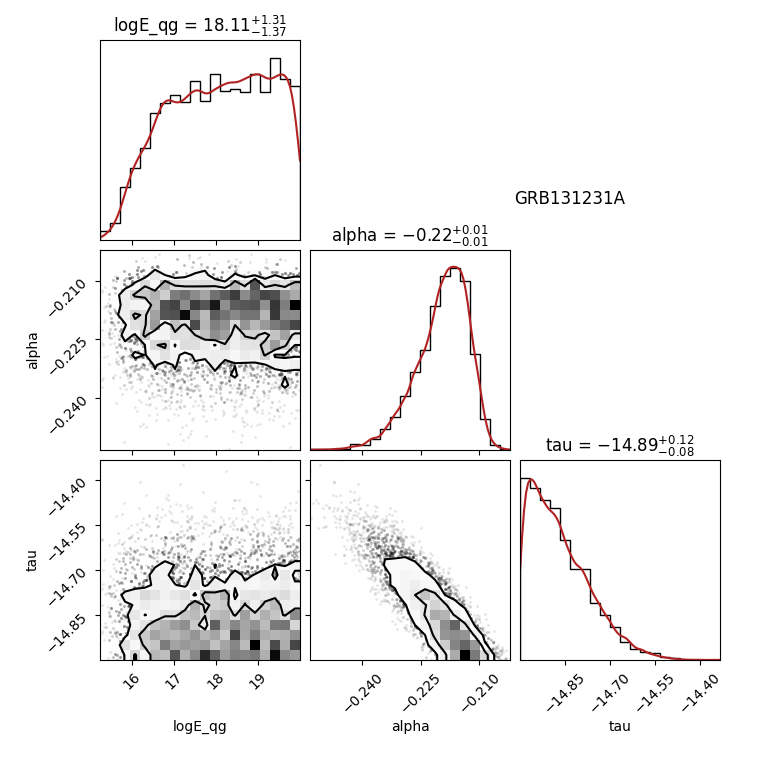 logE_qg = 18.11+1.31 −1.37
GRB131231A
alpha = −0.22+0.01 −0.01
−0.210
−0.225
−0.240
alpha
tau = −14.89+0.12 −0.08
−14.40
−14.55
−14.70
−14.85
tau
16 17 18 19
−0.240 −0.225 −0.210
−14.85 −14.70 −14.55 −14.40
logE_qg alpha tau